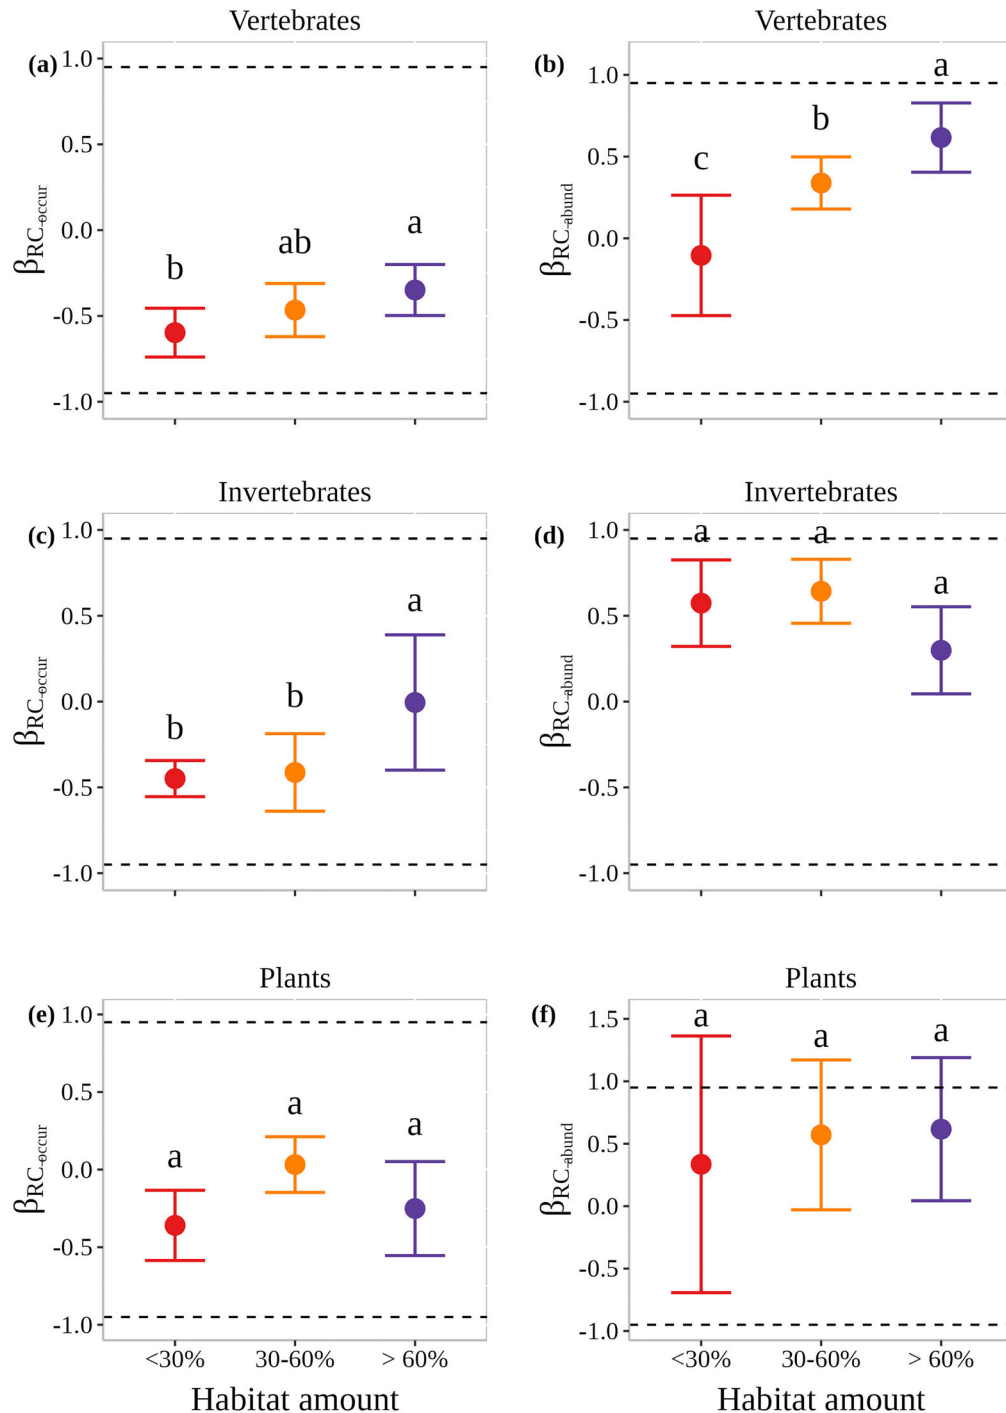 Vertebrates
(a)
b
ab
a
1.0
0.5
0.0
-0.5
-1.0
βRC-occur
Vertebrates
(b)
c
b
a
1.0
0.5
0.0
-0.5
-1.0
βRC-abund
Invertebrates
(c)
b
b
a
1.0
0.5
0.0
-0.5
-1.0
βRC-occur
Invertebrates
(d)
a
a
a
1.0
0.5
0.0
-0.5
-1.0
βRC-abund
Plants
(e)
a
a
a
1.0
0.5
0.0
-0.5
-1.0
βRC-occur
<30% 30-60% > 60%
Habitat amount
Plants
(f)
a
a
a
1.5
1.0
0.5
0.0
-0.5
-1.0
βRC-abund
<30% 30-60% > 60%
Habitat amount